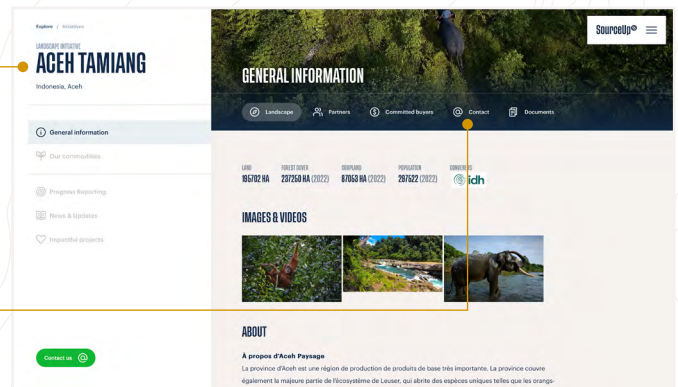 Explore / Initiatives
LANDSCAPE INITIATIVE
ACEH TAMIANG
Indonesia, Aceh
General information
Our commodities
Progress Reporting
News & Updates
Impactful projects
Contact us
SourceUp
GENERAL INFORMATION
Landscape
Partners
Committed buyers
Contact
Documents
LAND
195702 HA
FOREST COVER
237250 HA (2022)
CROPLAND
87053 HA (2022)
POPULATION
297522 (2022)
CONVENERS
idh
IMAGES & VIDEOS
ABOUT
À propos d'Aceh Paysage
La province d'Aceh est une région de production de produits de base très importante. La province couvre
également la majeure partie de l'écosystème de Leuser, qui abrite des espèces uniques telles que les orangs-